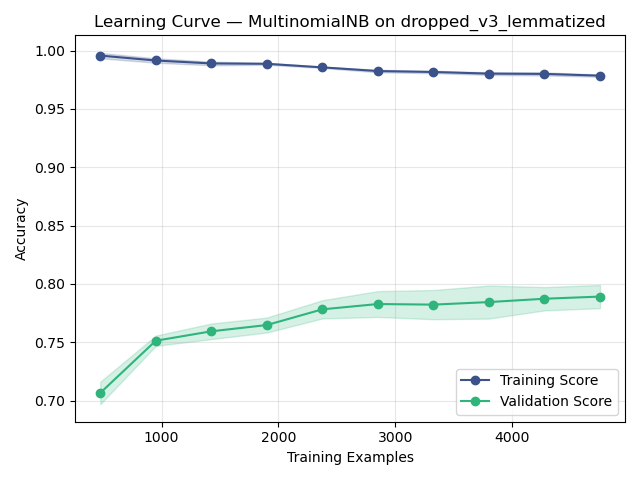 Learning Curve — MultinomialNB on dropped_v3_lemmatized
1.00
0.95
0.90
0.85
0.80
0.75
0.70
Accuracy
1000
2000
3000
4000
Training Examples
Training Score
Validation Score